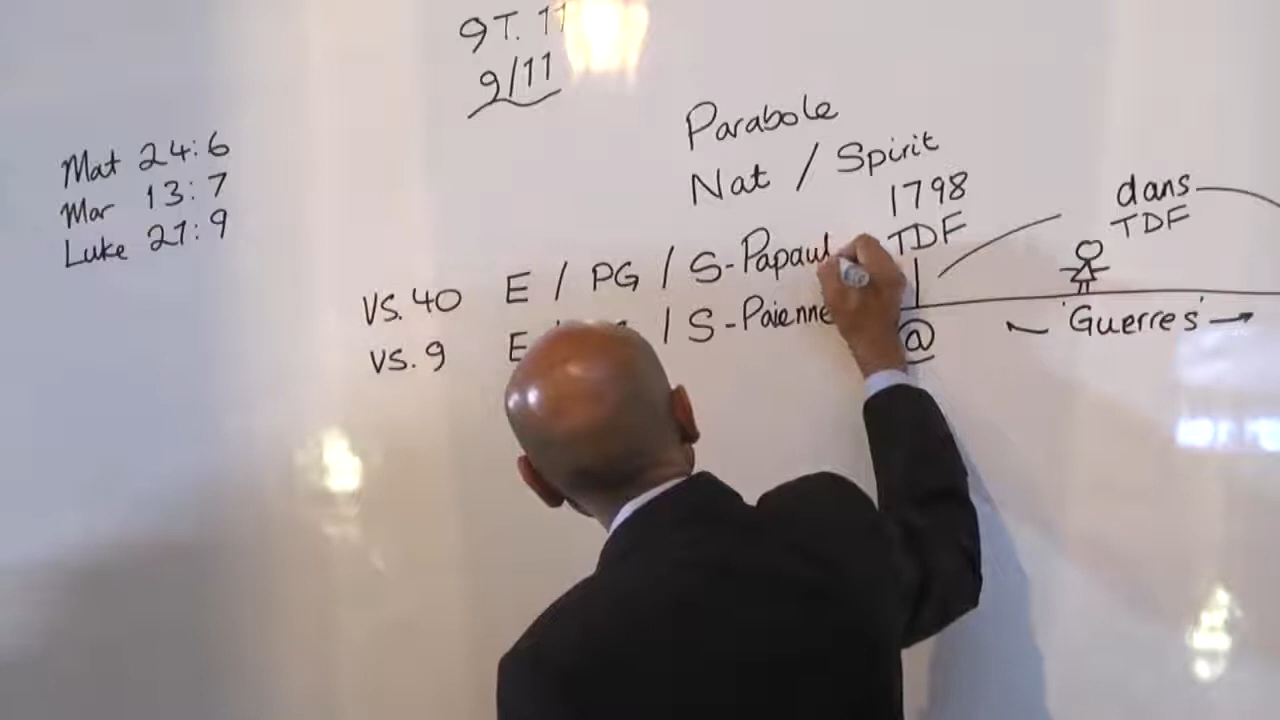 9T. 11
9/11
Parabole
Nat / Spirit
Mat 24:6
Mar 13:7
Luke 21:9
1798
TDF
dans
TDF
VS. 40 E / PG / S-Papau
VS. 9 E / S-Paienne
@
"Guerres"